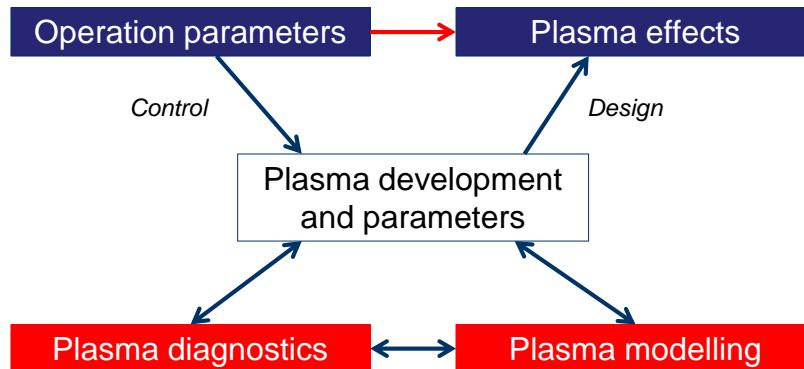 Operation parameters
Plasma effects
Control
Design
Plasma development
and parameters
Plasma diagnostics
Plasma modelling